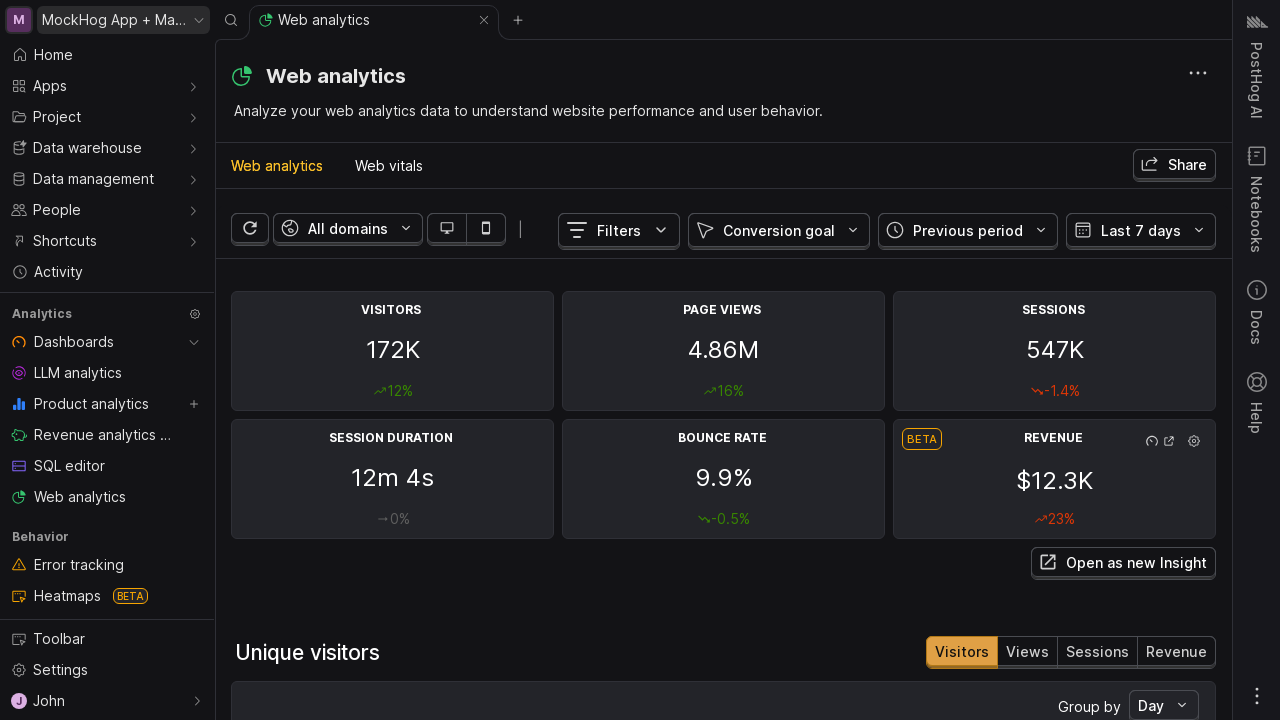 M
MockHog App + Ma...
Web analytics
Home
Apps
Project
Data warehouse
Data management
People
Shortcuts
Activity
Analytics
Dashboards
LLM analytics
Product analytics
Revenue analytics ...
SQL editor
Web analytics
Behavior
Error tracking
Heatmaps BETA
Toolbar
Settings
J John
Web analytics
Analyze your web analytics data to understand website performance and user behavior.
Web analytics Web vitals
Share
All domains
Filters
Conversion goal
Previous period
Last 7 days
VISITORS
172K
12%
PAGE VIEWS
4.86M
16%
SESSIONS
547K
-1.4%
SESSION DURATION
12m 4s
0%
BOUNCE RATE
9.9%
-0.5%
BETA
REVENUE
$12.3K
23%
Open as new Insight
Unique visitors
Visitors Views Sessions Revenue
Group by Day
PostHog AI
Notebooks
Docs
Help